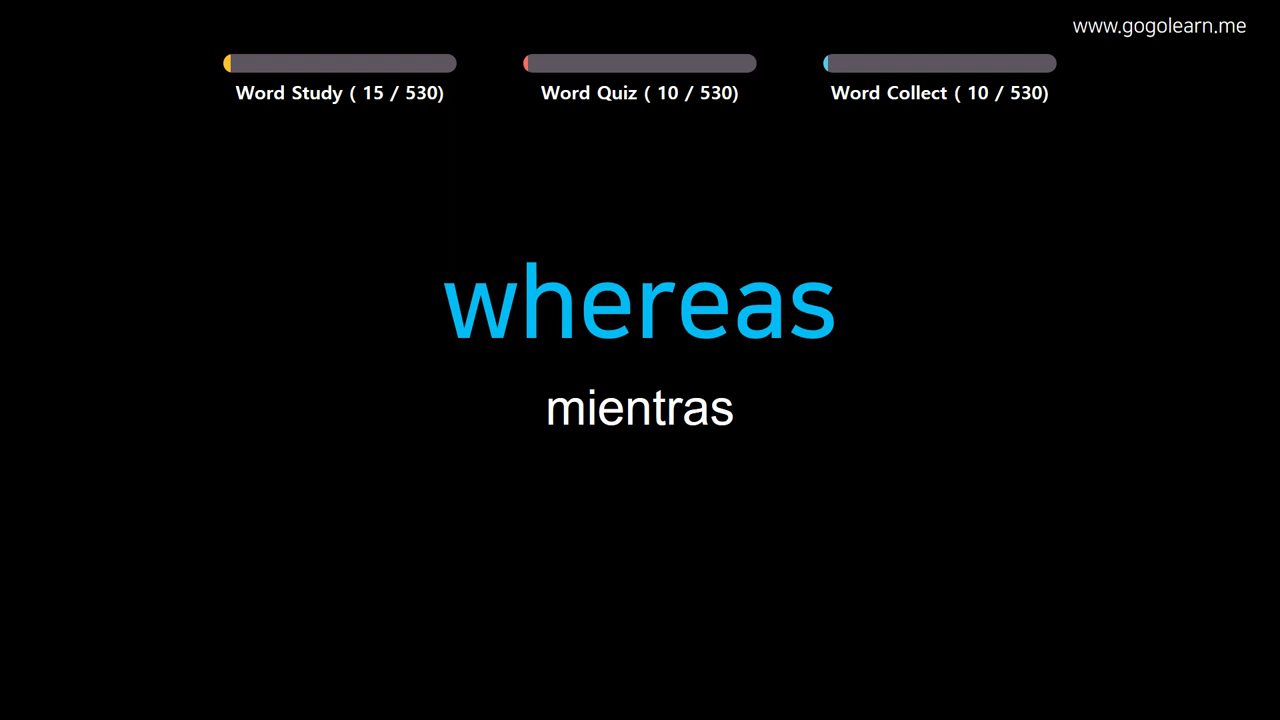 www.gogolearn.me
Word Study ( 15 / 530)
Word Quiz ( 10 / 530)
Word Collect ( 10 / 530)
whereas
mientras